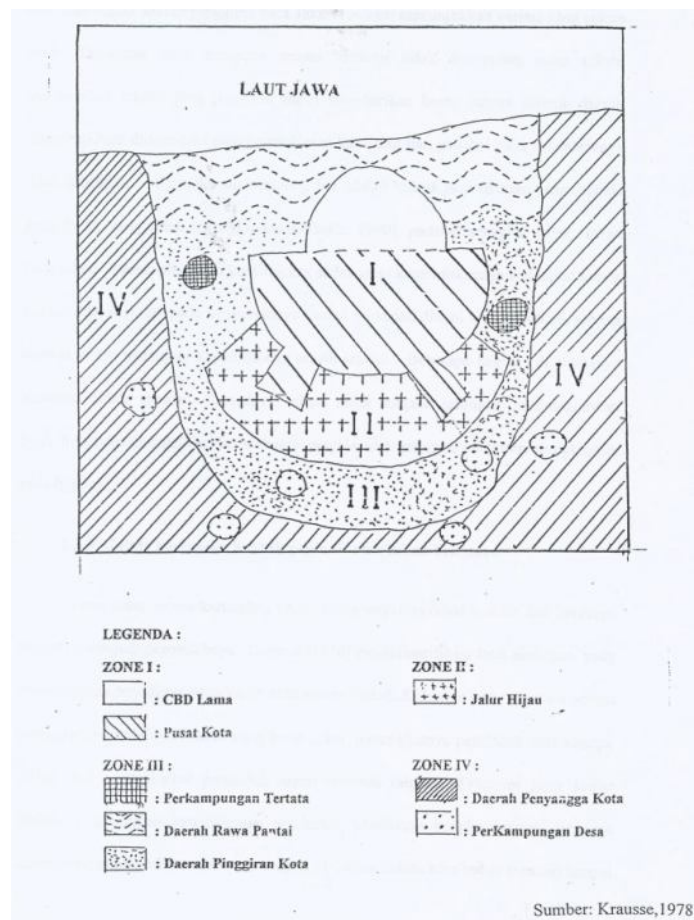 LAUT JAWA
I
IV
IV
II
III
LEGENDA :
ZONE I :
: CBD Lama
: Pusat Kota
ZONE II :
: Jalur Hijau
ZONE III :
: Perkampungan Tertata
: Daerah Rawa Pantai
: Daerah Pinggiran Kota
ZONE IV :
: Daerah Penyangga Kota
: PerKampungan Desa
Sumber: Krausse,1978